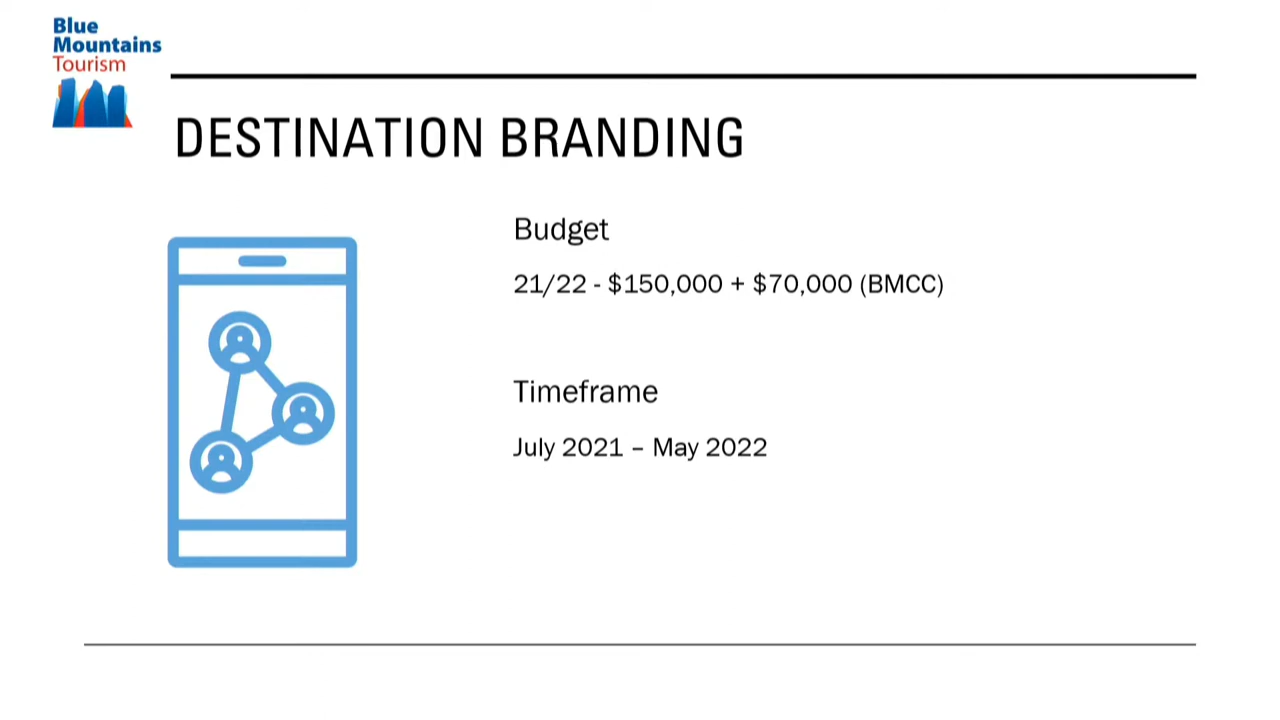 Blue
Mountains
Tourism
DESTINATION BRANDING
Budget
21/22 - $150,000 + $70,000 (BMCC)
Timeframe
July 2021 – May 2022